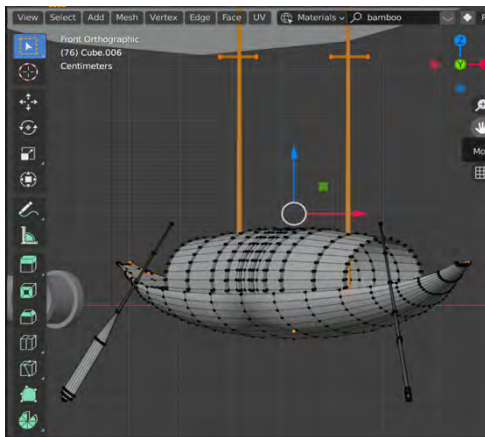 View Select Add Mesh Vertex Edge Face UV Materials bamboo
Front Orthographic
(76) Cube.006
Centimeters
Z
Y
Mo